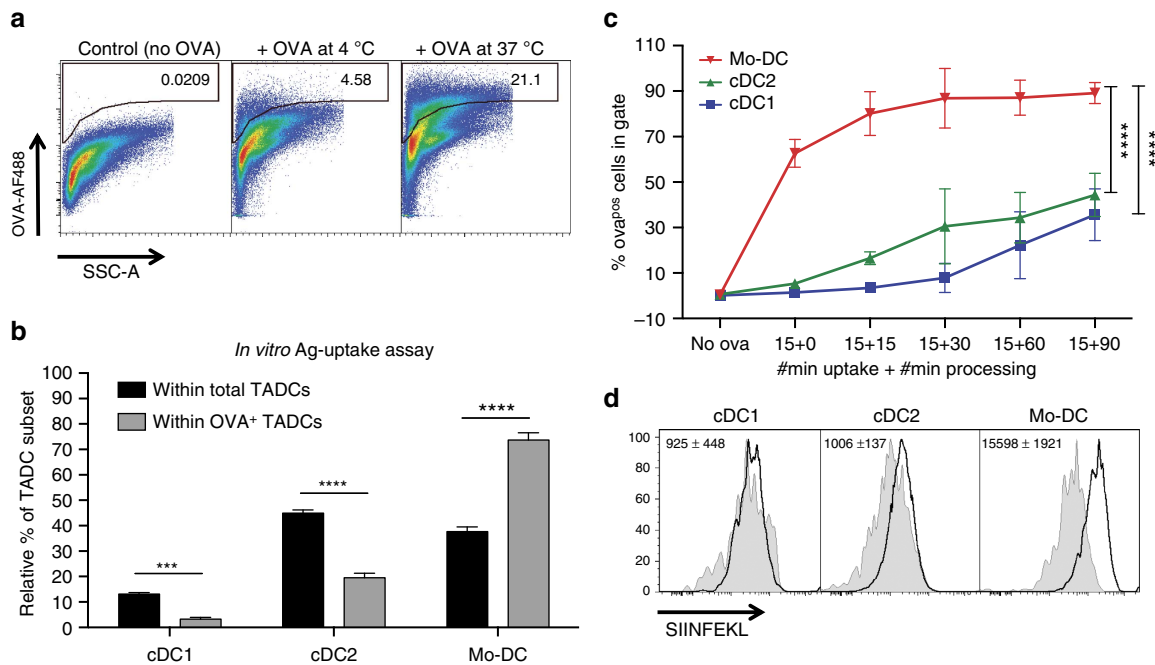 a
Control (no OVA)
+ OVA at 4 °C
+ OVA at 37 °C
0.0209
4.58
21.1
OVA-AF488
SSC-A
b
In vitro Ag-uptake assay
Within total TADCs
Within OVA⁺ TADCs
Relative % of TADC subset
100
90
80
70
60
50
40
30
20
10
0
***
****
****
cDC1
cDC2
Mo-DC
c
Mo-DC
cDC2
cDC1
% ovaᵖᵒˢ cells in gate
110
90
70
50
30
10
–10
****
****
No ova
15+0
15+15
15+30
15+60
15+90
#min uptake + #min processing
d
cDC1
cDC2
Mo-DC
925 ± 448
1006 ±137
15598 ± 1921
100
80
60
40
20
0
SIINFEKL